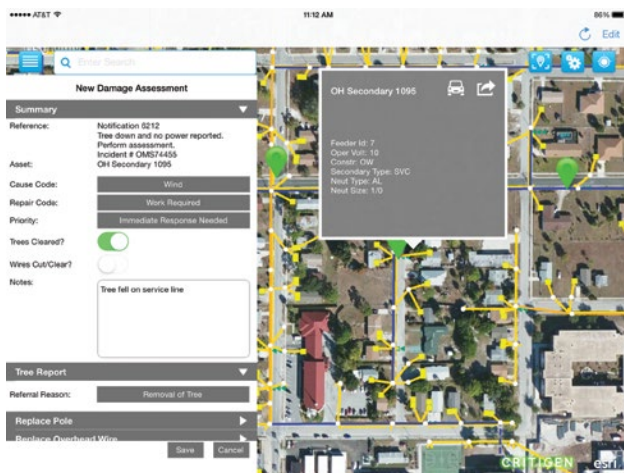 AT&T
11:12 AM
86%
Edit
Enter Search
New Damage Assessment
Summary
Reference: Notification 6212
Tree down and no power reported.
Perform assessment.
Incident # OMS74455
Asset: OH Secondary 1095
Cause Code: Wind
Repair Code: Work Required
Priority: Immediate Response Needed
Trees Cleared?
Wires Cut/Clear?
Notes:
Tree fell on service line
Tree Report
Referral Reason: Removal of Tree
Replace Pole
Replace Overhead Wire
Save Cancel
OH Secondary 1095
Feeder Id: 7
Oper Volt: 10
Constr: OW
Secondary Type: SVC
Neut Type: AL
Neut Size: 1/0
CRITIGEN
esri